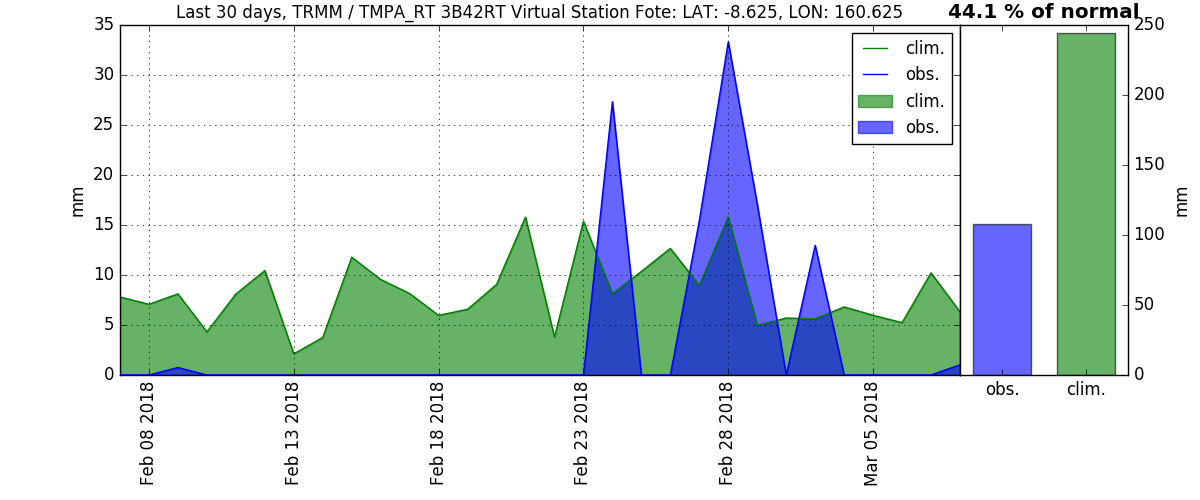 Last 30 days, TRMM / TMPA_RT 3B42RT Virtual Station Fote: LAT: -8.625, LON: 160.625
44.1 % of normal
35
30
25
20
15
10
5
0
mm
clim.
obs.
clim.
obs.
250
200
150
100
50
0
mm
Feb 08 2018
Feb 13 2018
Feb 18 2018
Feb 23 2018
Feb 28 2018
Mar 05 2018
obs.
clim.